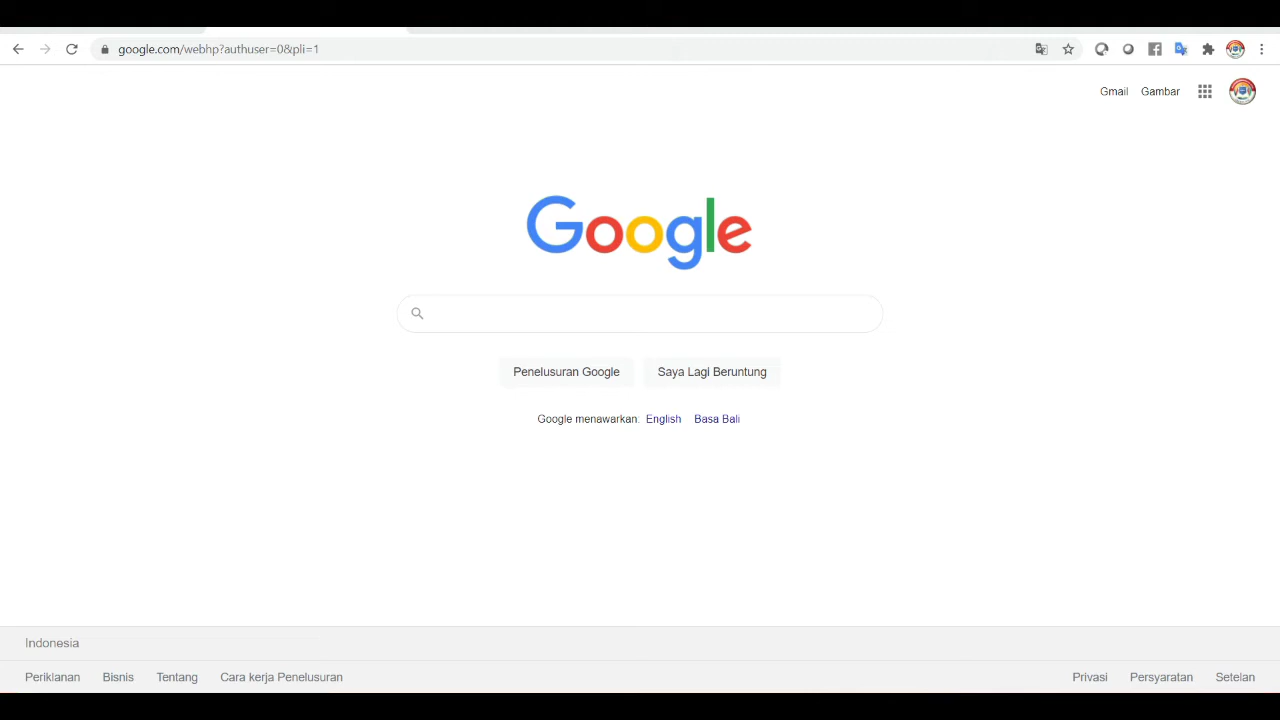 google.com/webhp?authuser=0&pli=1
Gmail Gambar
Google
Penelusuran Google Saya Lagi Beruntung
Google menawarkan: English Basa Bali
Indonesia
Periklanan Bisnis Tentang Cara kerja Penelusuran Privasi Persyaratan Setelan